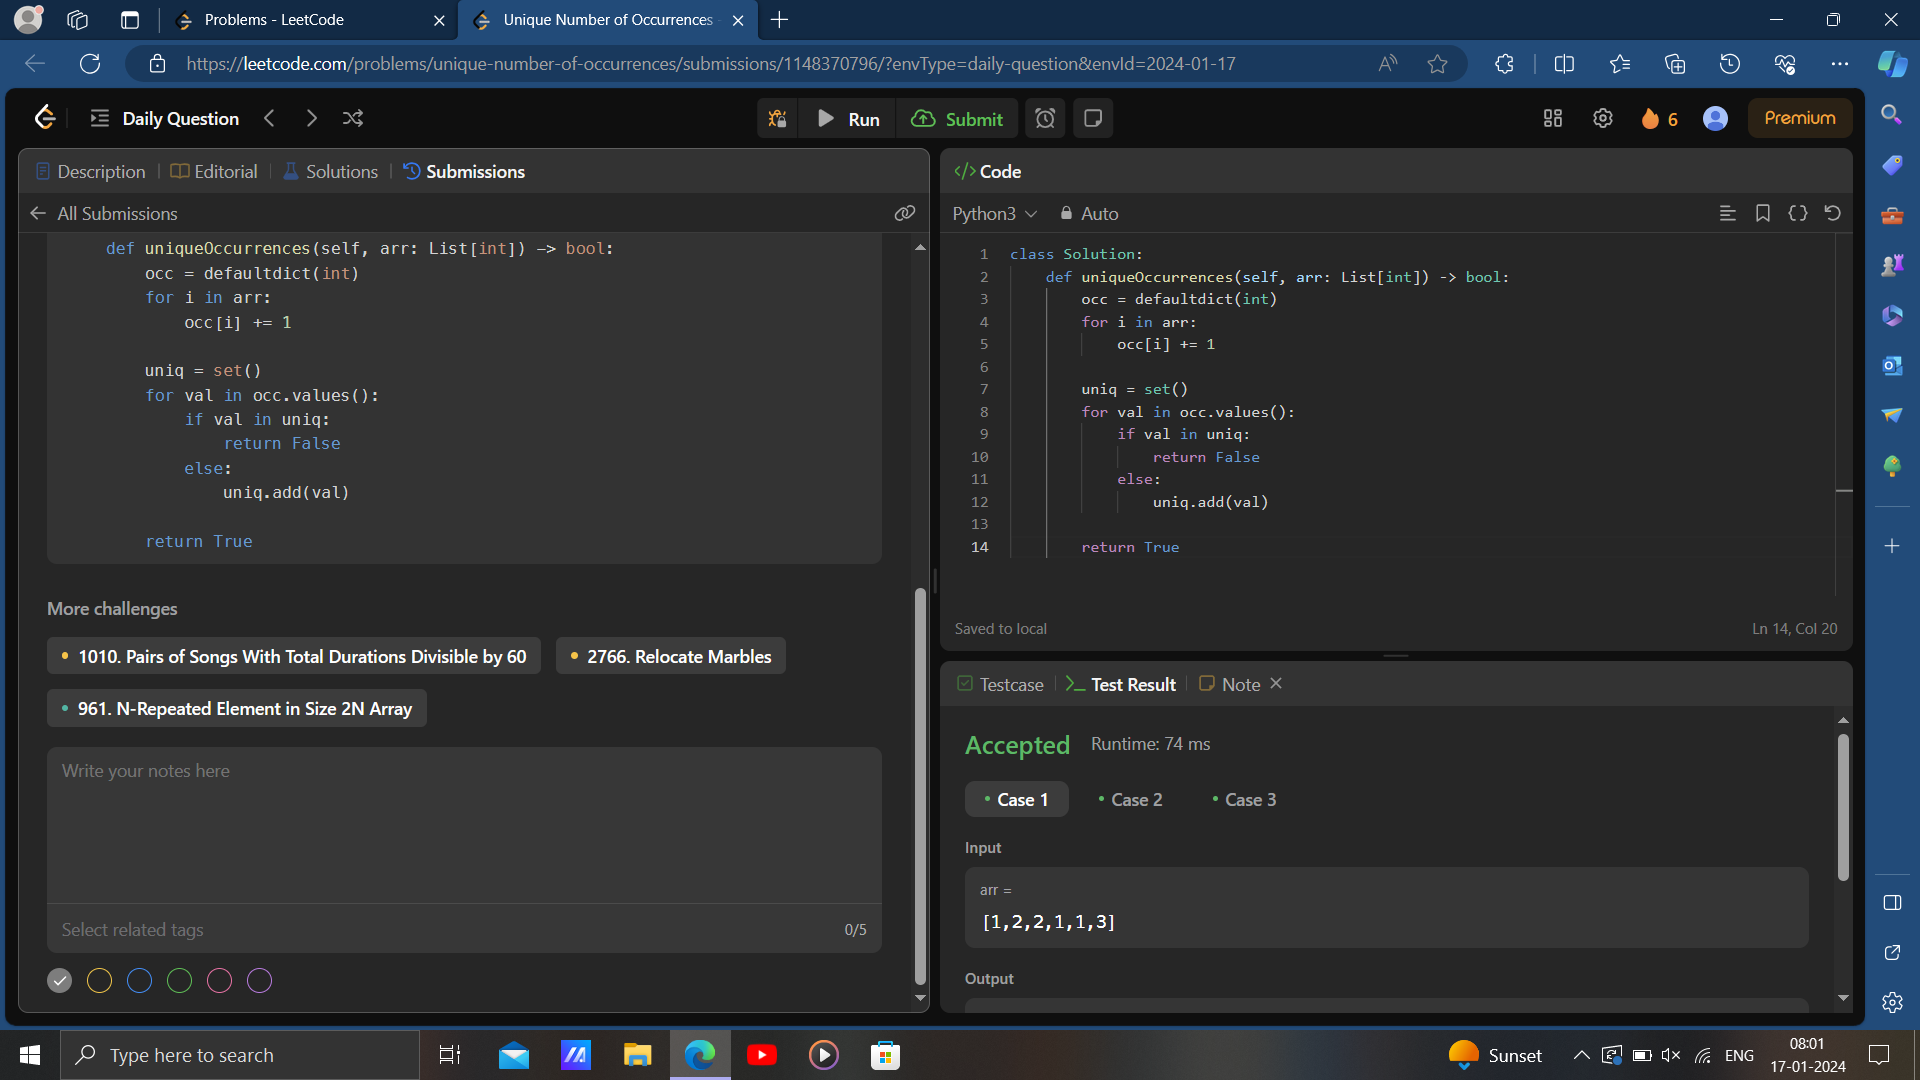 Problems - LeetCode
Unique Number of Occurrences -
https://leetcode.com/problems/unique-number-of-occurrences/submissions/1148370796/?envType=daily-question&envId=2024-01-17
Daily Question
Run
Submit
6
Premium
Description
Editorial
Solutions
Submissions
All Submissions
def uniqueOccurrences(self, arr: List[int]) -> bool:
occ = defaultdict(int)
for i in arr:
occ[i] += 1
uniq = set()
for val in occ.values():
if val in uniq:
return False
else:
uniq.add(val)
return True
More challenges
1010. Pairs of Songs With Total Durations Divisible by 60
2766. Relocate Marbles
961. N-Repeated Element in Size 2N Array
Write your notes here
Select related tags
0/5
</> Code
Python3
Auto
1 class Solution:
2 def uniqueOccurrences(self, arr: List[int]) -> bool:
3 occ = defaultdict(int)
4 for i in arr:
5 occ[i] += 1
6
7 uniq = set()
8 for val in occ.values():
9 if val in uniq:
10 return False
11 else:
12 uniq.add(val)
13
14 return True
Saved to local
Ln 14, Col 20
Testcase
Test Result
Note
Accepted
Runtime: 74 ms
Case 1
Case 2
Case 3
Input
arr =
[1,2,2,1,1,3]
Output
Type here to search
Sunset
ENG
08:01
17-01-2024